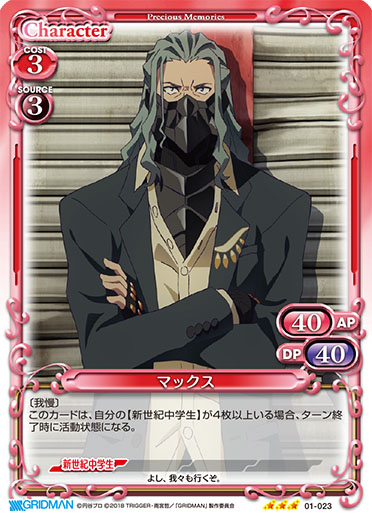 Precious Memories
Character
COST
3
SOURCE
3
40 AP
DP 40
マックス
〔我慢〕
このカードは、自分の【新世紀中学生】が4枚以上いる場合、ターン終
了時に活動状態になる。
新世紀中学生
よし、我々も行くぞ。
GRIDMAN
©円谷プロ ©2018 TRIGGER・雨宮哲／「GRIDMAN」製作委員会
01-023